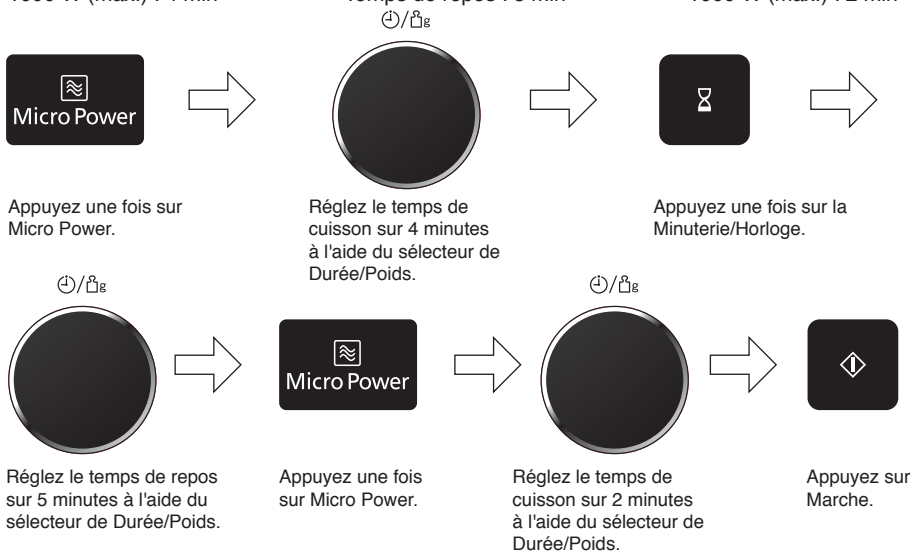 g
Micro Power
Appuyez une fois sur
Micro Power.
Réglez le temps de
cuisson sur 4 minutes
à l'aide du sélecteur de
Durée/Poids.
Appuyez une fois sur la
Minuterie/Horloge.
g
g
Micro Power
Réglez le temps de repos
sur 5 minutes à l'aide du
sélecteur de Durée/Poids.
Appuyez une fois
sur Micro Power.
Réglez le temps de
cuisson sur 2 minutes
à l'aide du sélecteur de
Durée/Poids.
Appuyez sur
Marche.